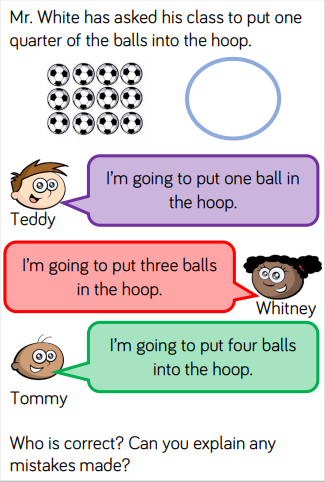 Mr. White has asked his class to put one
quarter of the balls into the hoop.
I'm going to put one ball in
the hoop.
Teddy
I'm going to put three balls
in the hoop.
Whitney
I'm going to put four balls
into the hoop.
Tommy
Who is correct? Can you explain any
mistakes made?